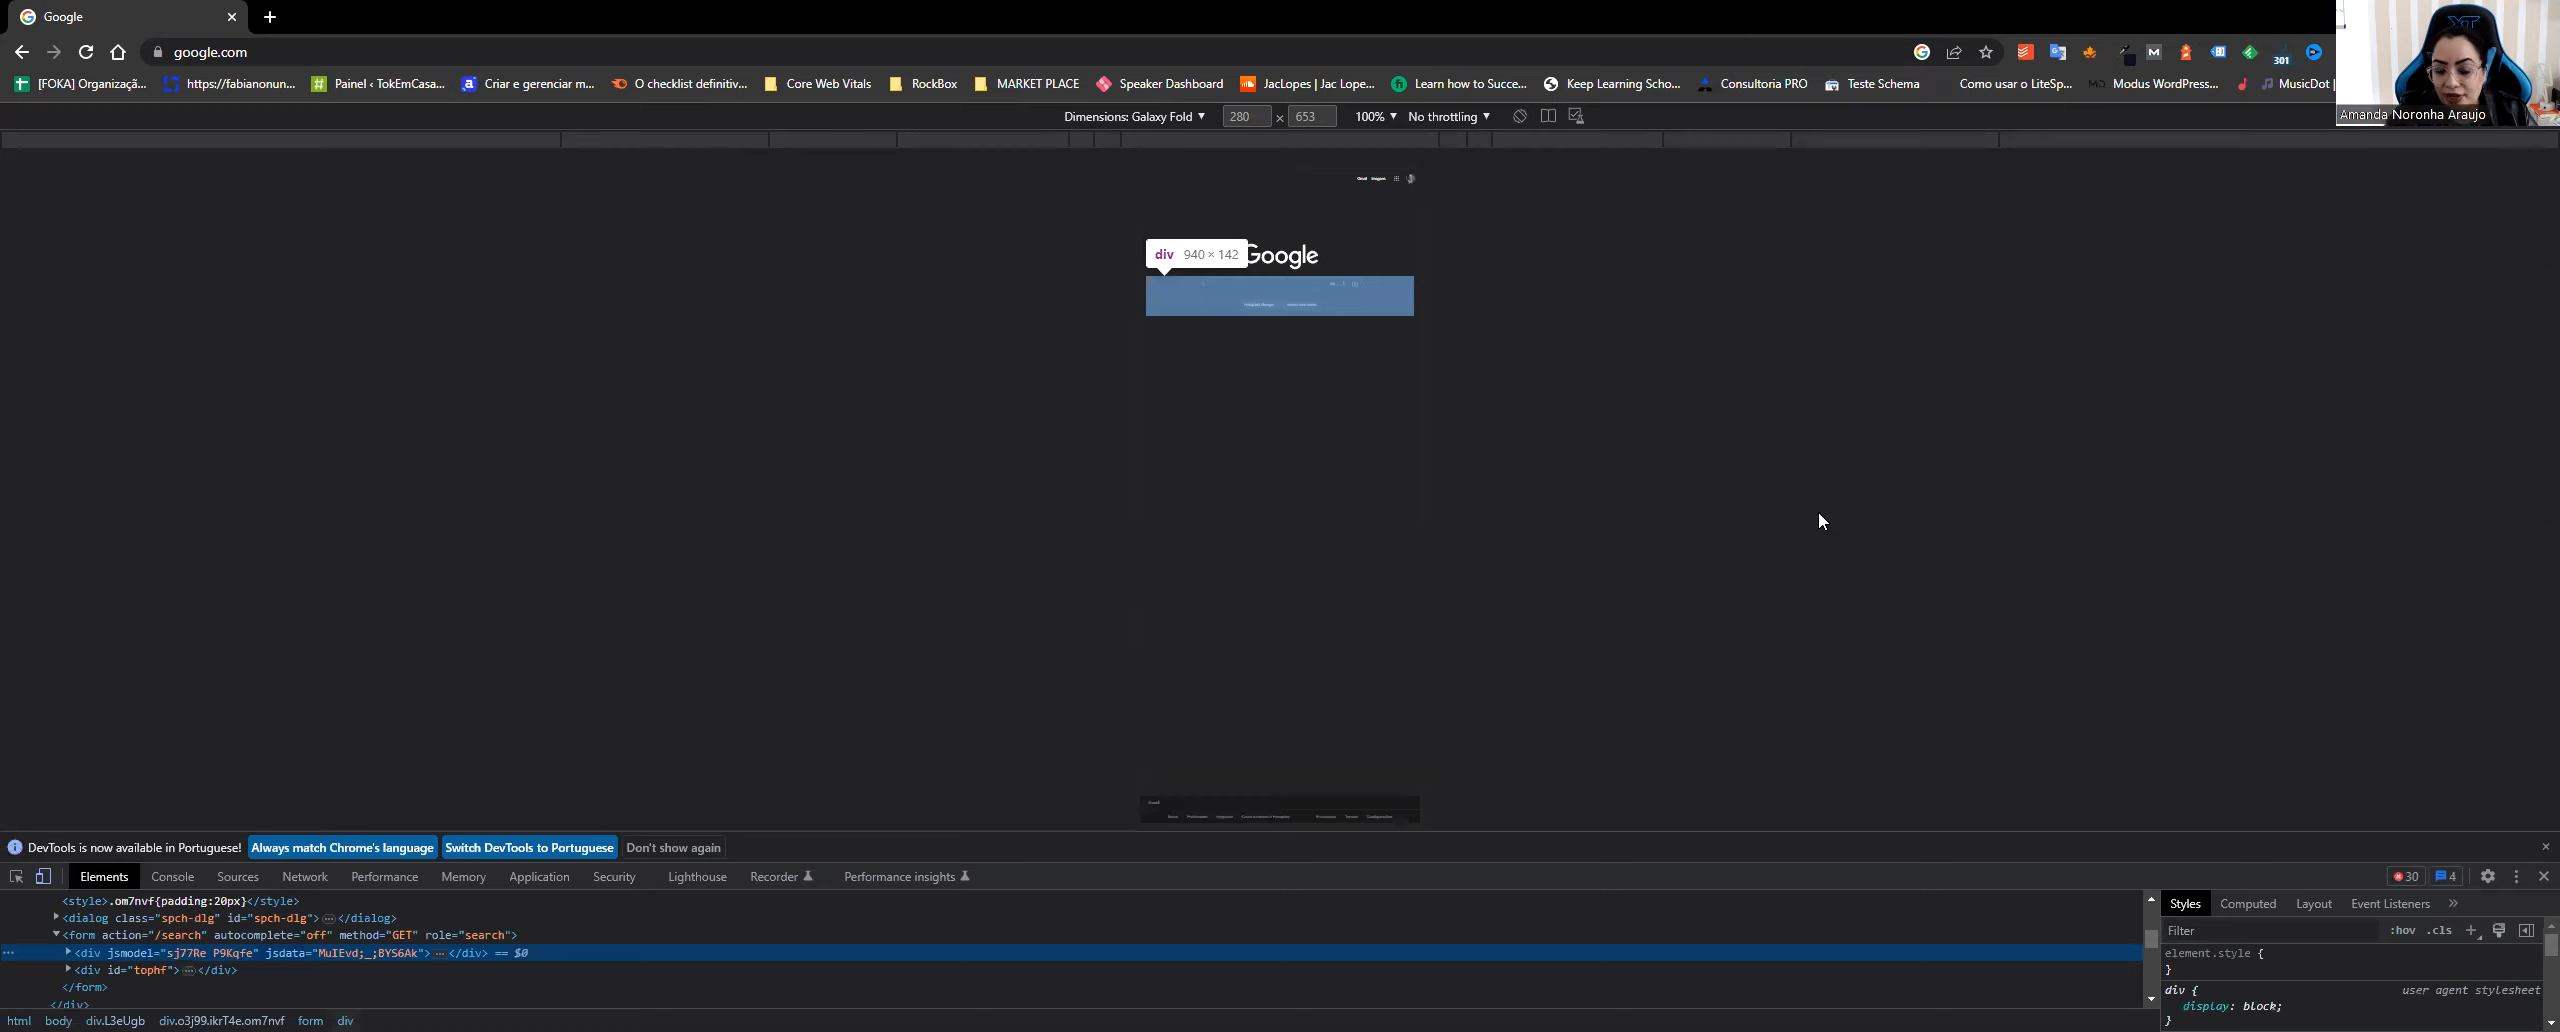 Google
google.com
301
[FOKA] Organizaçã...
https://fabianonun...
Painel ‹ TokEmCasa...
Criar e gerenciar m...
O checklist definitiv...
Core Web Vitals
RockBox
MARKET PLACE
Speaker Dashboard
JacLopes | Jac Lope...
Learn how to Succe...
Keep Learning Scho...
Consultoria PRO
Teste Schema
Como usar o LiteSp...
Modus WordPress...
MusicDot |
Amanda Noronha Araujo
Dimensions: Galaxy Fold 280 × 653 100% No throttling
Gmail Imagens
div 940 × 142
Google
DevTools is now available in Portuguese! Always match Chrome's language Switch DevTools to Portuguese Don't show again
Elements Console Sources Network Performance Memory Application Security Lighthouse Recorder Performance insights 30 4
<style>.om7nvf{padding:20px}</style>
<dialog class="spch-dlg" id="spch-dlg">…</dialog>
<form action="/search" autocomplete="off" method="GET" role="search">
<div jsmodel="sj77Re P9Kqfe" jsdata="MuIEvd;_;BYS6Ak">…</div> == $0
<div id="tophf">…</div>
</form>
</div>
html body div.L3eUgb div.o3j99.ikrT4e.om7nvf form div
Styles Computed Layout Event Listeners »
Filter :hov .cls +
element.style {
}
div { user agent stylesheet
display: block;
}